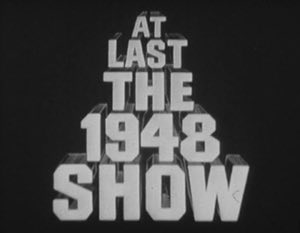 AT
LAST
THE
1948
SHOW